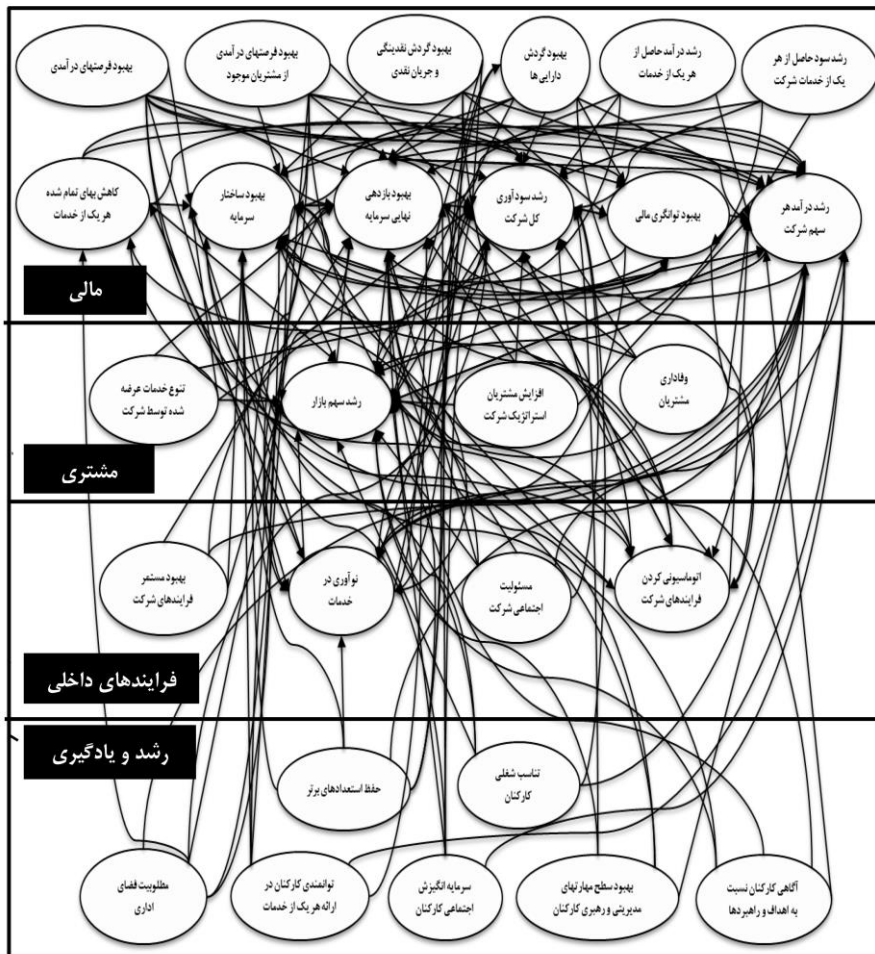 رشد سود حاصل از هر
یک از خدمات شرکت
رشد درآمد حاصل از
هر یک از خدمات
بهبود گردش
دارایی‌ها
بهبود گردش نقدینگی
و جریان نقدی
بهبود فرصتهای درآمدی
از مشتریان موجود
بهبود فرصتهای درآمدی
رشد درآمد هر
سهم شرکت
بهبود توانگری مالی
رشد سودآوری
کل شرکت
بهبود بازدهی
نهایی سرمایه
بهبود ساختار
سرمایه
کاهش بهای تمام شده
هر یک از خدمات
مالی
وفاداری
مشتریان
افزایش مشتریان
استراتژیک شرکت
رشد سهم بازار
تنوع خدمات عرضه
شده توسط شرکت
مشتری
اتوماسیونی کردن
فرایندهای شرکت
مسئولیت
اجتماعی شرکت
نوآوری در
خدمات
بهبود مستمر
فرایندهای شرکت
فرایندهای داخلی
رشد و یادگیری
تناسب شغلی
کارکنان
حفظ استعدادهای برتر
آگاهی کارکنان نسبت
به اهداف و راهبردها
بهبود سطح مهارتهای
مدیریتی و رهبری کارکنان
سرمایه انگیزش
اجتماعی کارکنان
توانمندی کارکنان در
ارائه هر یک از خدمات
مطلوبیت فضای
اداری